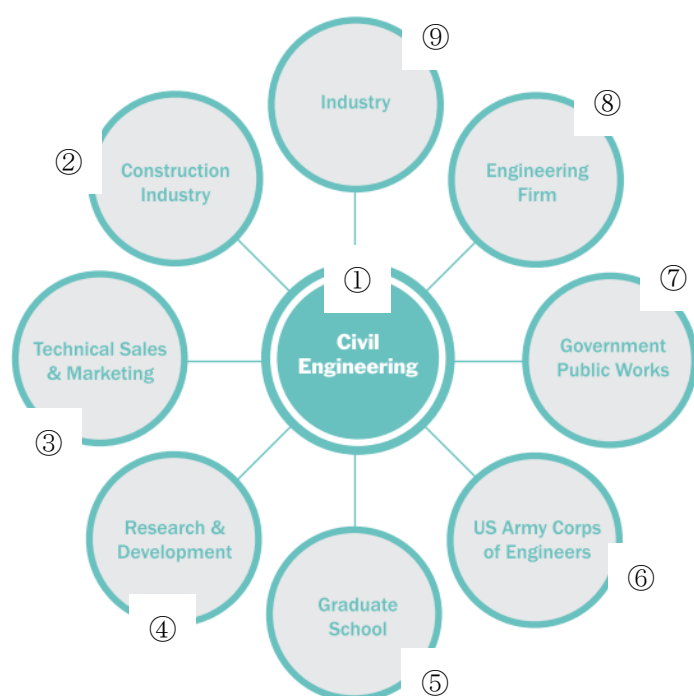 ⑨
Industry
⑧
Engineering
Firm
②
Construction
Industry
⑦
①
Government
Public Works
Civil
Engineering
Technical Sales
& Marketing
③
US Army Corps
of Engineers
⑥
Research &
Development
④
Graduate
School
⑤